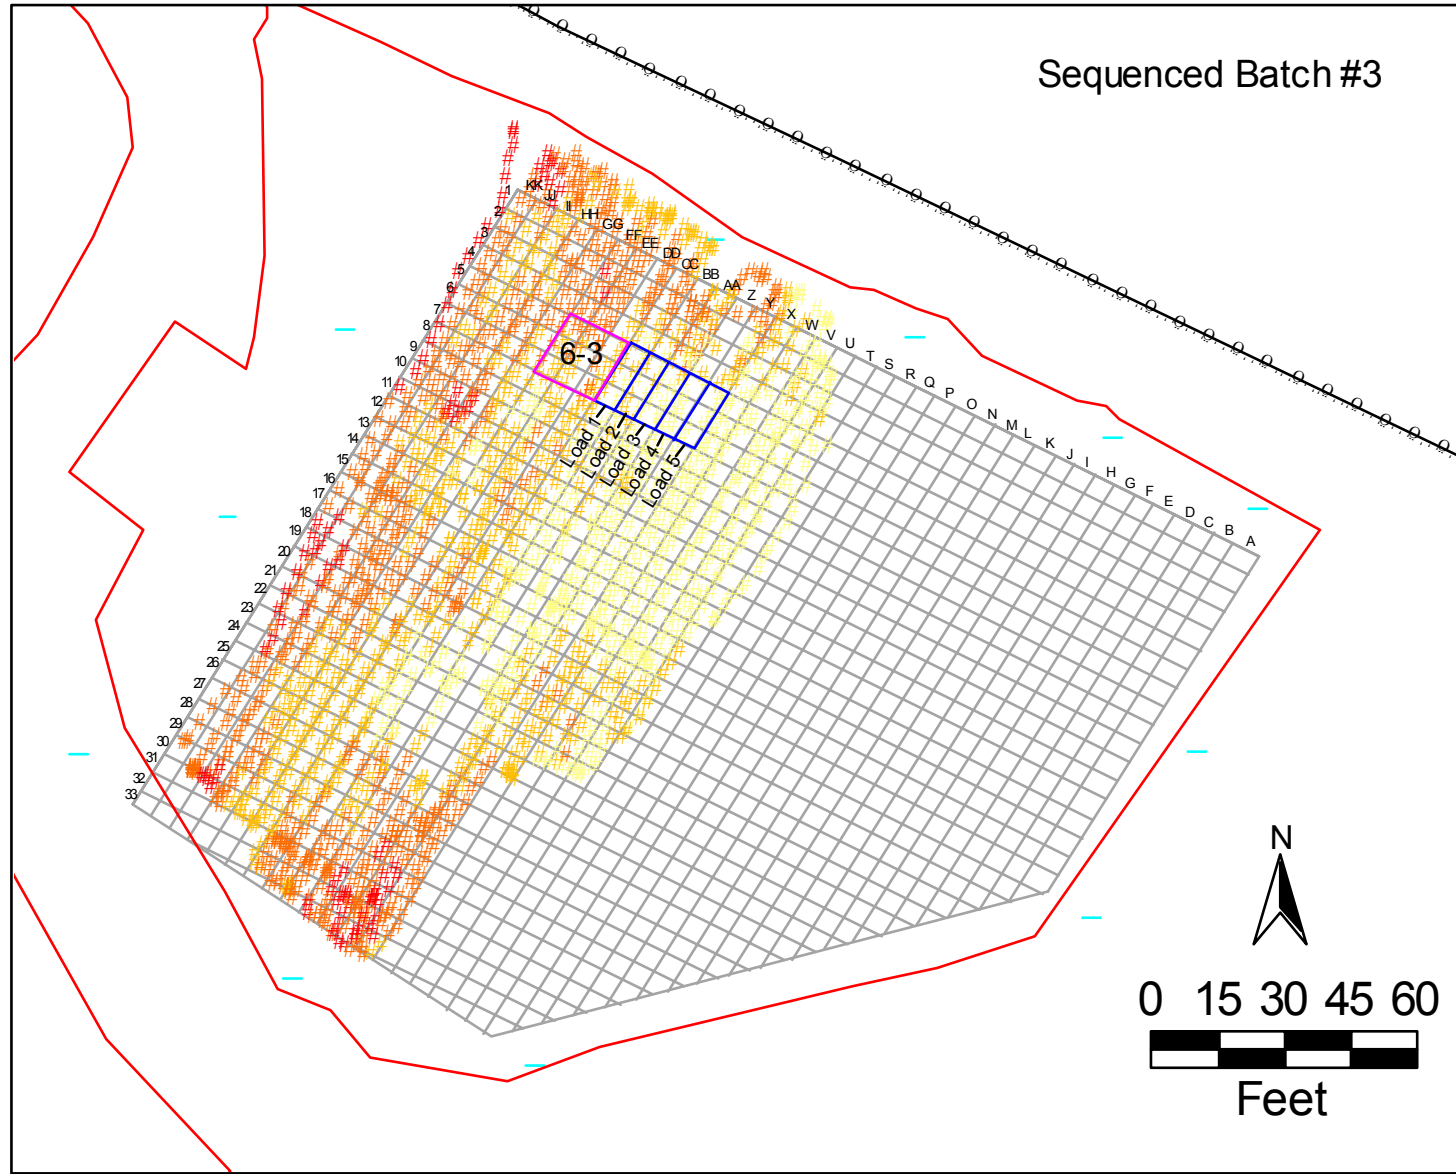 Sequenced Batch #3
KK
JJ
II
HH
GG
FF
EE
DD
CC
BB
AA
Z
Y
X
W
V
U
T
S
R
Q
P
O
N
M
L
K
J
I
H
G
F
E
D
C
B
A
1
2
3
4
5
6
7
8
9
10
11
12
13
14
15
16
17
18
19
20
21
22
23
24
25
26
27
28
29
30
31
32
33
6-3
Load 1
Load 2
Load 3
Load 4
Load 5
N
0 15 30 45 60
Feet